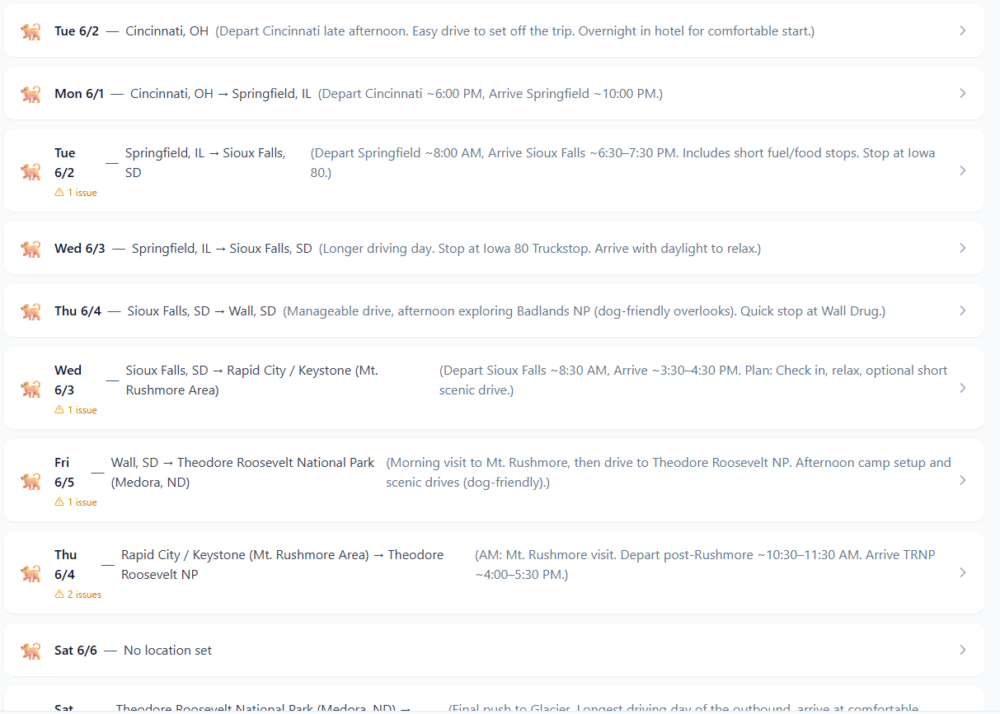 Tue 6/2 — Cincinnati, OH (Depart Cincinnati late afternoon. Easy drive to set off the trip. Overnight in hotel for comfortable start.)
Mon 6/1 — Cincinnati, OH → Springfield, IL (Depart Cincinnati ~6:00 PM, Arrive Springfield ~10:00 PM.)
Tue 6/2 — Springfield, IL → Sioux Falls, SD (Depart Springfield ~8:00 AM, Arrive Sioux Falls ~6:30–7:30 PM. Includes short fuel/food stops. Stop at Iowa 80.)
⚠ 1 issue
Wed 6/3 — Springfield, IL → Sioux Falls, SD (Longer driving day. Stop at Iowa 80 Truckstop. Arrive with daylight to relax.)
Thu 6/4 — Sioux Falls, SD → Wall, SD (Manageable drive, afternoon exploring Badlands NP (dog-friendly overlooks). Quick stop at Wall Drug.)
Wed 6/3 — Sioux Falls, SD → Rapid City / Keystone (Mt. Rushmore Area) (Depart Sioux Falls ~8:30 AM, Arrive ~3:30–4:30 PM. Plan: Check in, relax, optional short scenic drive.)
⚠ 1 issue
Fri 6/5 — Wall, SD → Theodore Roosevelt National Park (Medora, ND) (Morning visit to Mt. Rushmore, then drive to Theodore Roosevelt NP. Afternoon camp setup and scenic drives (dog-friendly).)
⚠ 1 issue
Thu 6/4 — Rapid City / Keystone (Mt. Rushmore Area) → Theodore Roosevelt NP (AM: Mt. Rushmore visit. Depart post-Rushmore ~10:30–11:30 AM. Arrive TRNP ~4:00–5:30 PM.)
⚠ 2 issues
Sat 6/6 — No location set
Sat Theodore Roosevelt National Park (Medora, ND) → (Final push to Glacier. Longest driving day of the outbound, arrive at comfortable